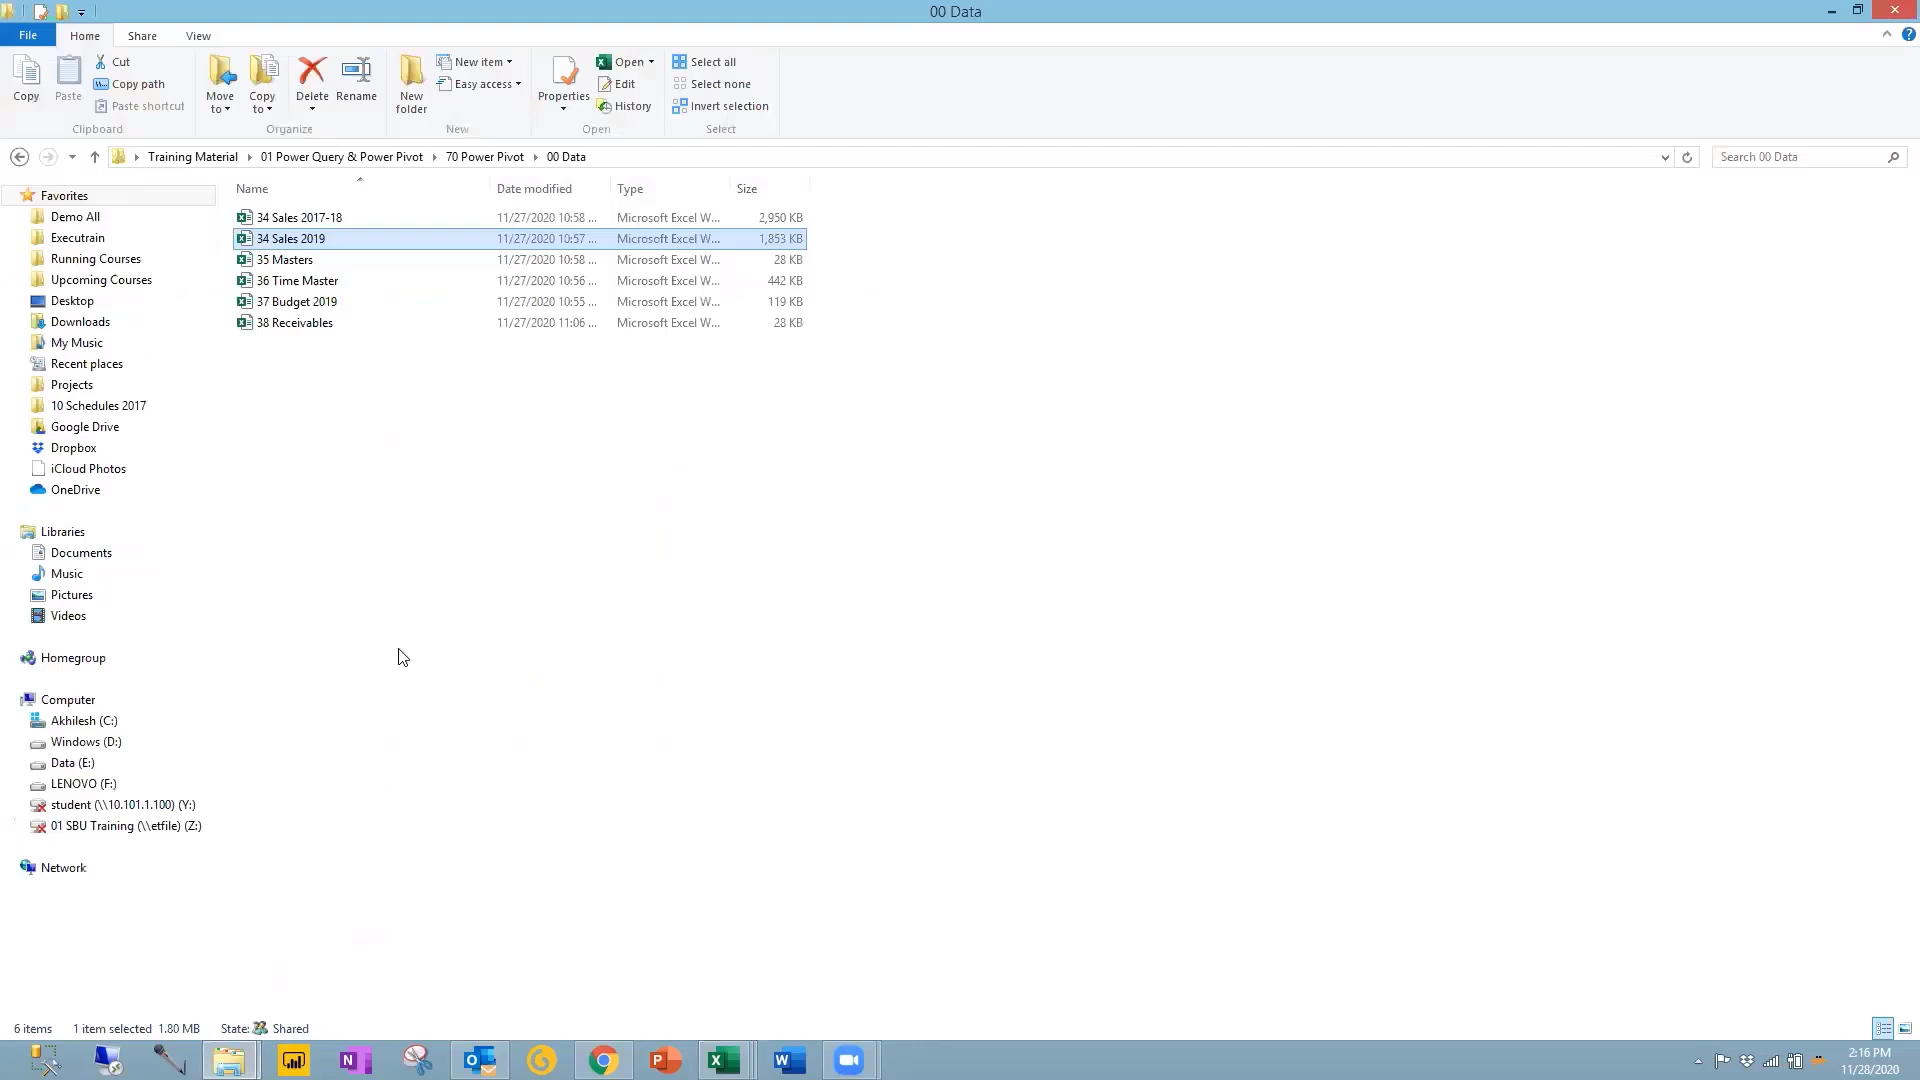 00 Data
File Home Share View
Copy Paste Cut Copy path Paste shortcut Clipboard
Move to Copy to Delete Rename Organize
New folder New item Easy access New
Properties Open Edit History Open
Select all Select none Invert selection Select
Training Material 01 Power Query & Power Pivot 70 Power Pivot 00 Data Search 00 Data
Name Date modified Type Size
34 Sales 2017-18 11/27/2020 10:58 ... Microsoft Excel W... 2,950 KB
34 Sales 2019 11/27/2020 10:57 ... Microsoft Excel W... 1,853 KB
35 Masters 11/27/2020 10:58 ... Microsoft Excel W... 28 KB
36 Time Master 11/27/2020 10:56 ... Microsoft Excel W... 442 KB
37 Budget 2019 11/27/2020 10:55 ... Microsoft Excel W... 119 KB
38 Receivables 11/27/2020 11:06 ... Microsoft Excel W... 28 KB
Favorites
Demo All
Executrain
Running Courses
Upcoming Courses
Desktop
Downloads
My Music
Recent places
Projects
10 Schedules 2017
Google Drive
Dropbox
iCloud Photos
OneDrive
Libraries
Documents
Music
Pictures
Videos
Homegroup
Computer
Akhilesh (C:)
Windows (D:)
Data (E:)
LENOVO (F:)
student (\\10.101.1.100) (Y:)
01 SBU Training (\\etfile) (Z:)
Network
6 items 1 item selected 1.80 MB State: Shared
2:16 PM
11/28/2020